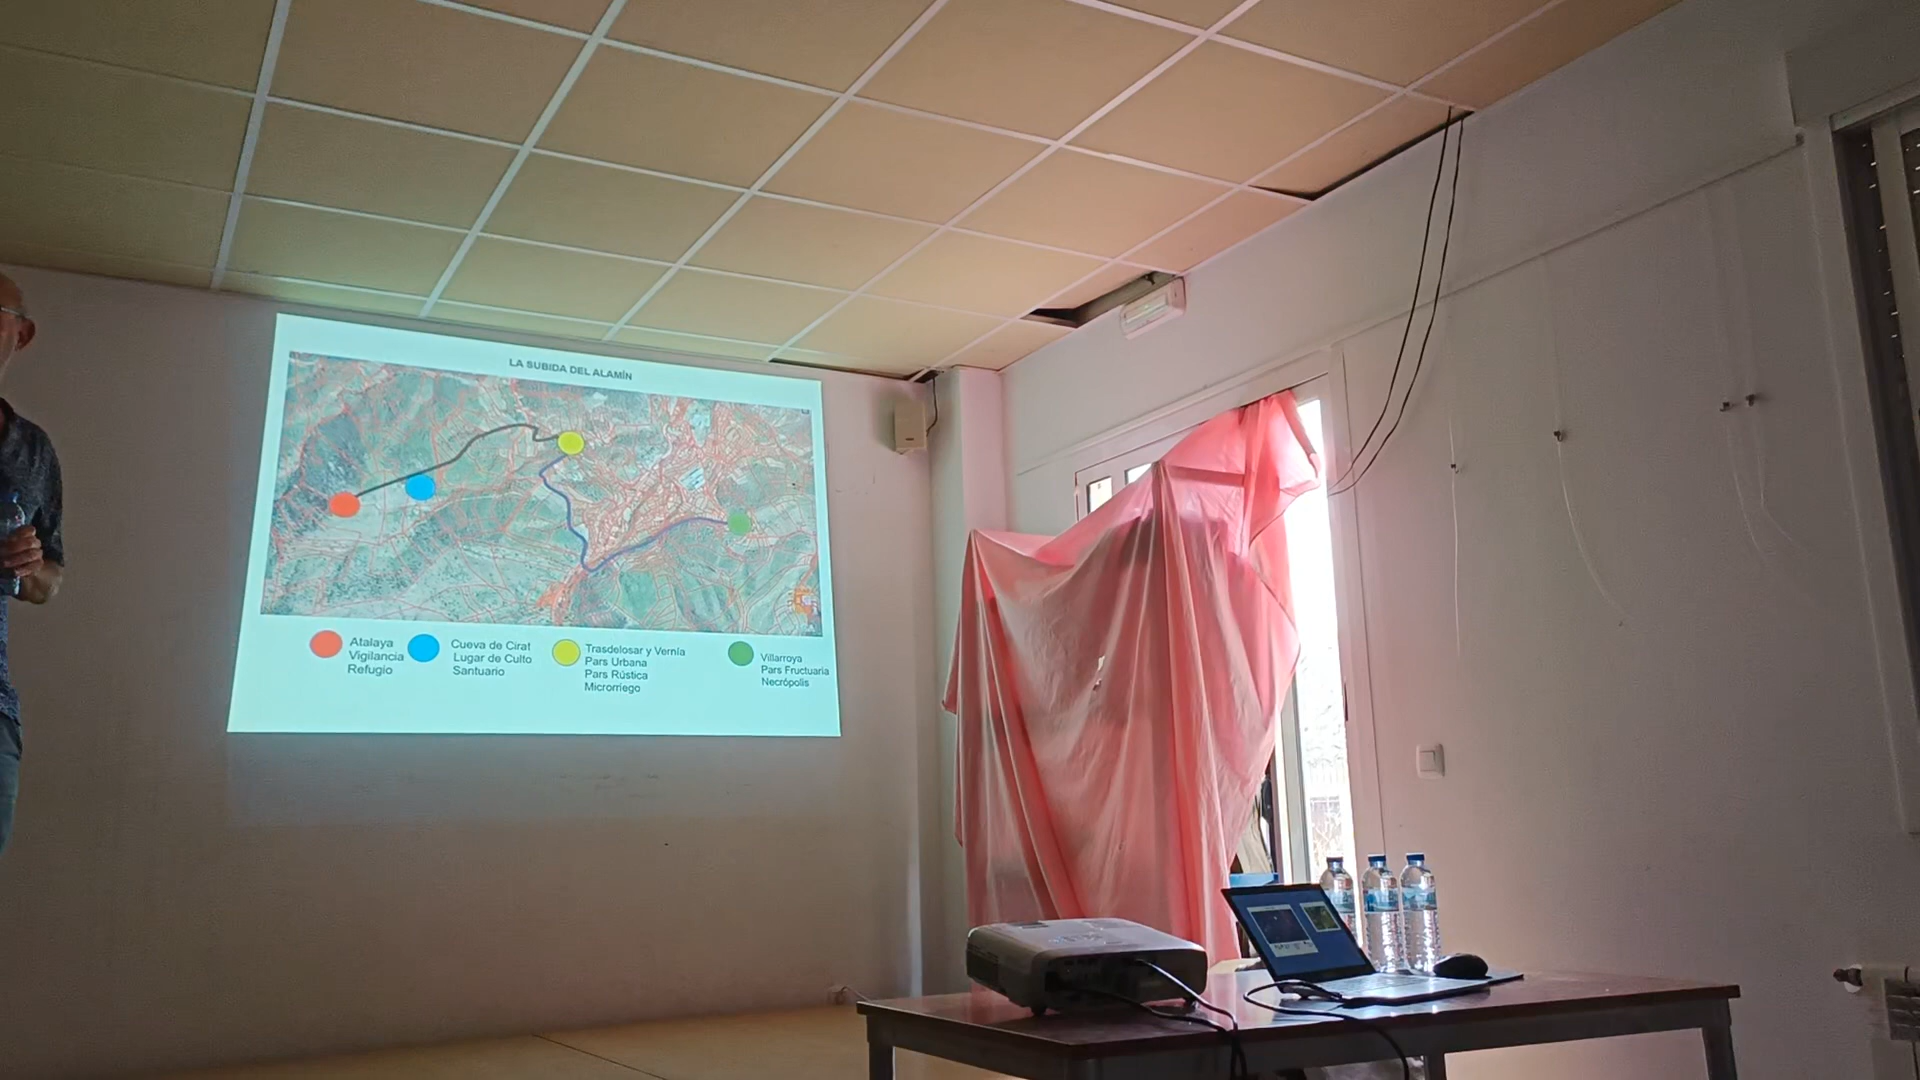 LA SUBIDA DEL ALAMÍN
Atalaya
Vigilancia
Refugio
Cueva de Cirat
Lugar de Culto
Santuario
Trasdelosar y Vernia
Pars Urbana
Pars Rústica
Microrriego
Villarroya
Pars Fructuaria
Necrópolis